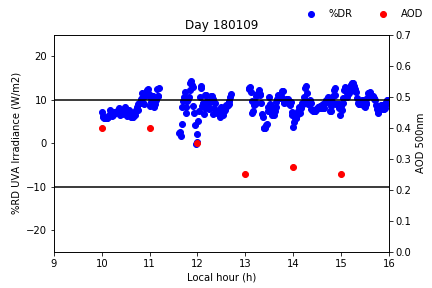 %DR AOD
Day 180109
%RD UVA Irradiance (W/m2)
20
10
0
−10
−20
0.7
0.6
0.5
0.4
0.3
0.2
0.1
0.0
AOD 500nm
9 10 11 12 13 14 15 16
Local hour (h)